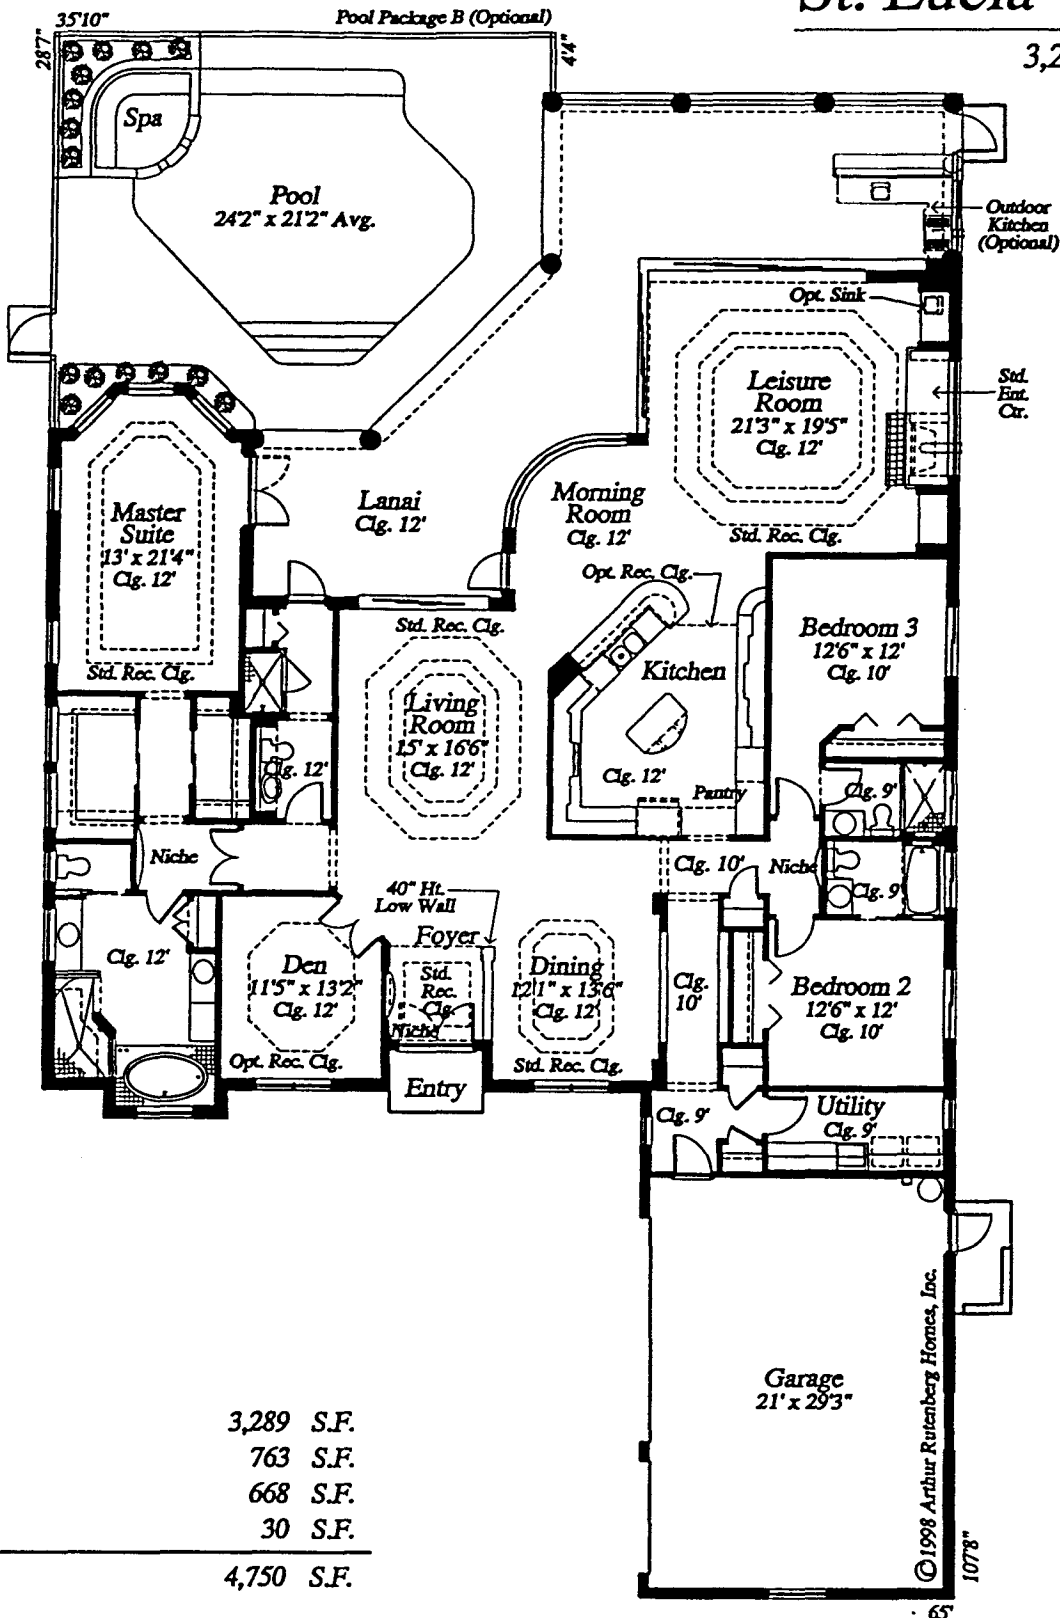 St. Lucia
3,2
35'10"
Pool Package B (Optional)
28'7"
4'4"
Spa
Pool
24'2" x 21'2" Avg.
Outdoor
Kitchen
(Optional)
Opt. Sink
Leisure
Room
21'3" x 19'5"
Clg. 12'
Std.
Ent.
Ctr.
Std. Rec. Clg.
Lanai
Clg. 12'
Morning
Room
Clg. 12'
Master
Suite
13' x 21'4"
Clg. 12'
Std. Rec. Clg.
Opt. Rec. Clg.
Std. Rec. Clg.
Living
Room
15' x 16'6"
Clg. 12'
Kitchen
Clg. 12'
Pantry
Bedroom 3
12'6" x 12'
Clg. 10'
Clg. 12'
Clg. 9'
Niche
Clg. 10'
Niche
Clg. 9'
40" Ht.
Low Wall
Foyer
Std.
Rec.
Clg.
Niche
Clg. 12'
Den
11'5" x 13'2"
Clg. 12'
Opt. Rec. Clg.
Dining
12'1" x 13'6"
Clg. 12'
Std. Rec. Clg.
Clg.
10'
Bedroom 2
12'6" x 12'
Clg. 10'
Entry
Clg. 9'
Utility
Clg. 9'
Garage
21' x 29'3"
©1998 Arthur Rutenberg Homes, Inc.
107'8"
65'
3,289 S.F.
763 S.F.
668 S.F.
30 S.F.
4,750 S.F.